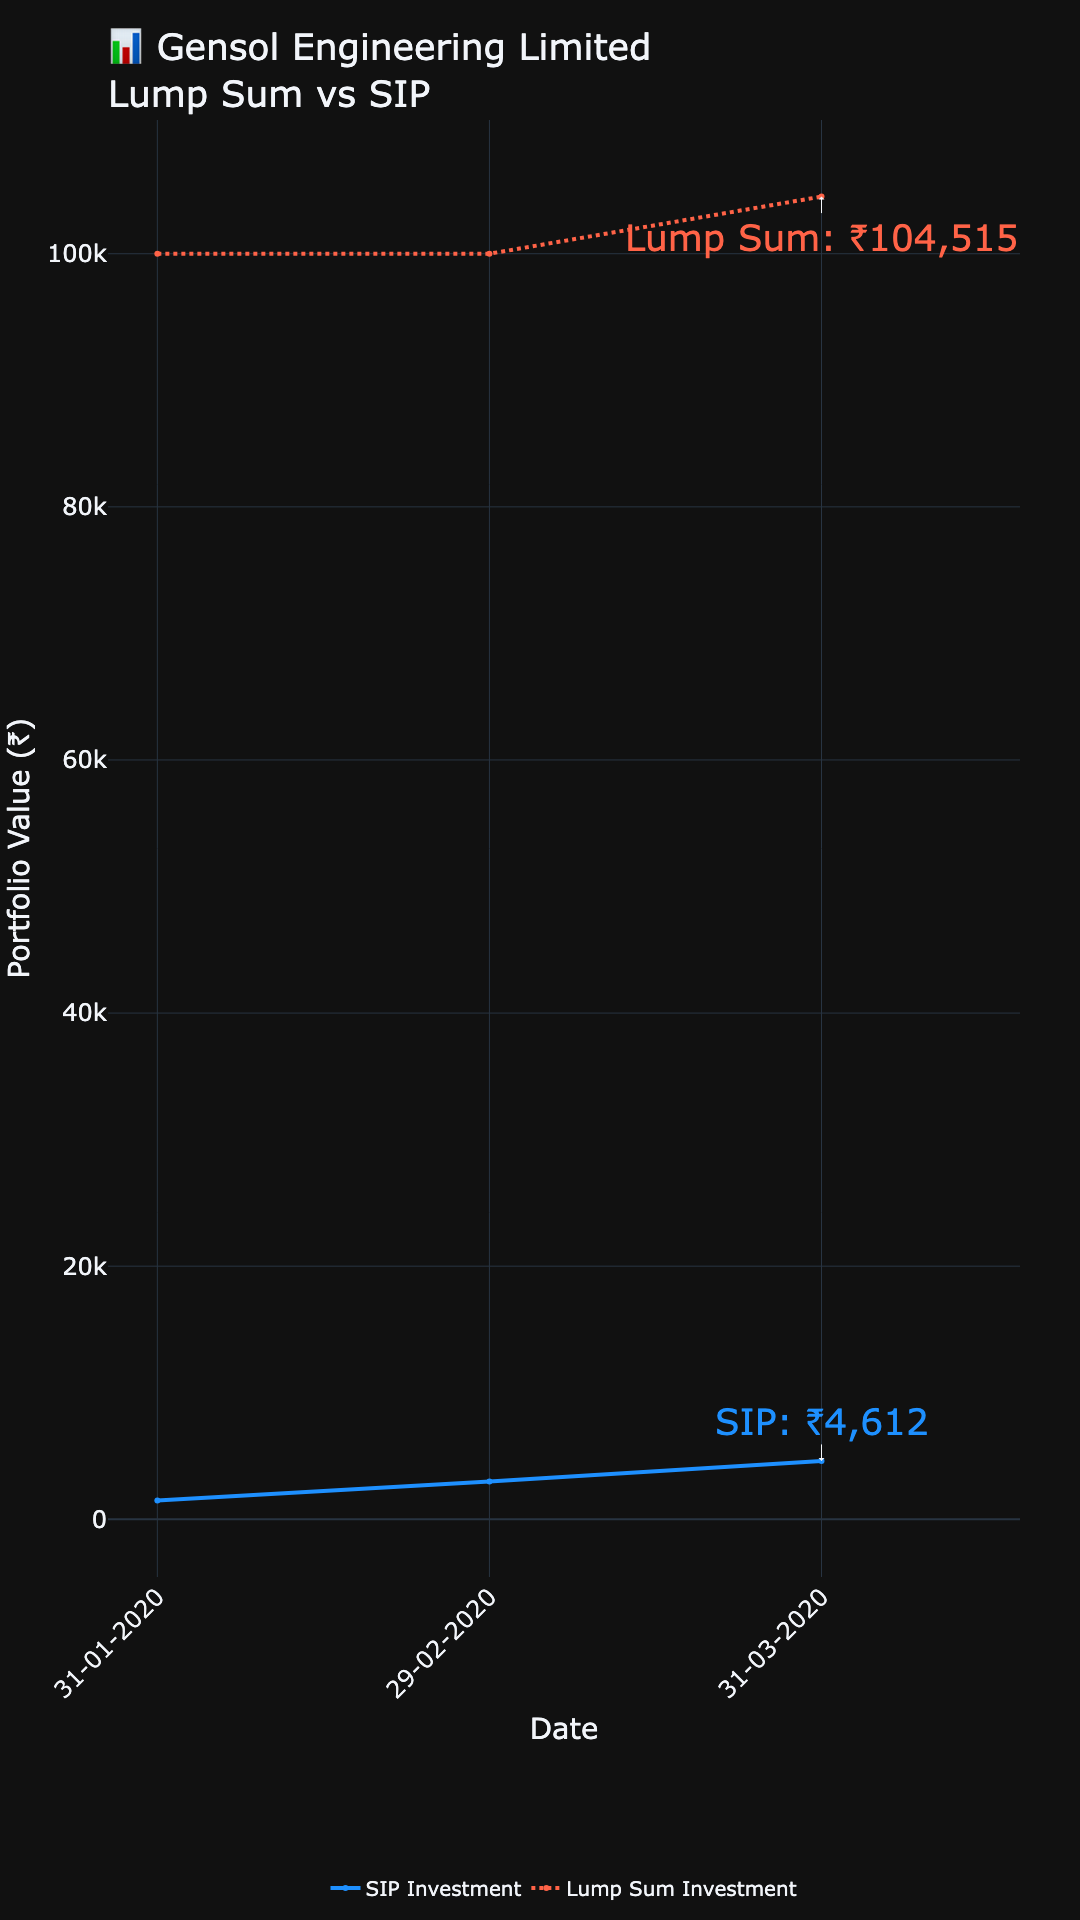 📊 Gensol Engineering Limited
Lump Sum vs SIP
Lump Sum: ₹104,515
100k
80k
60k
40k
20k
0
Portfolio Value (₹)
SIP: ₹4,612
31-01-2020
29-02-2020
31-03-2020
Date
SIP Investment
Lump Sum Investment